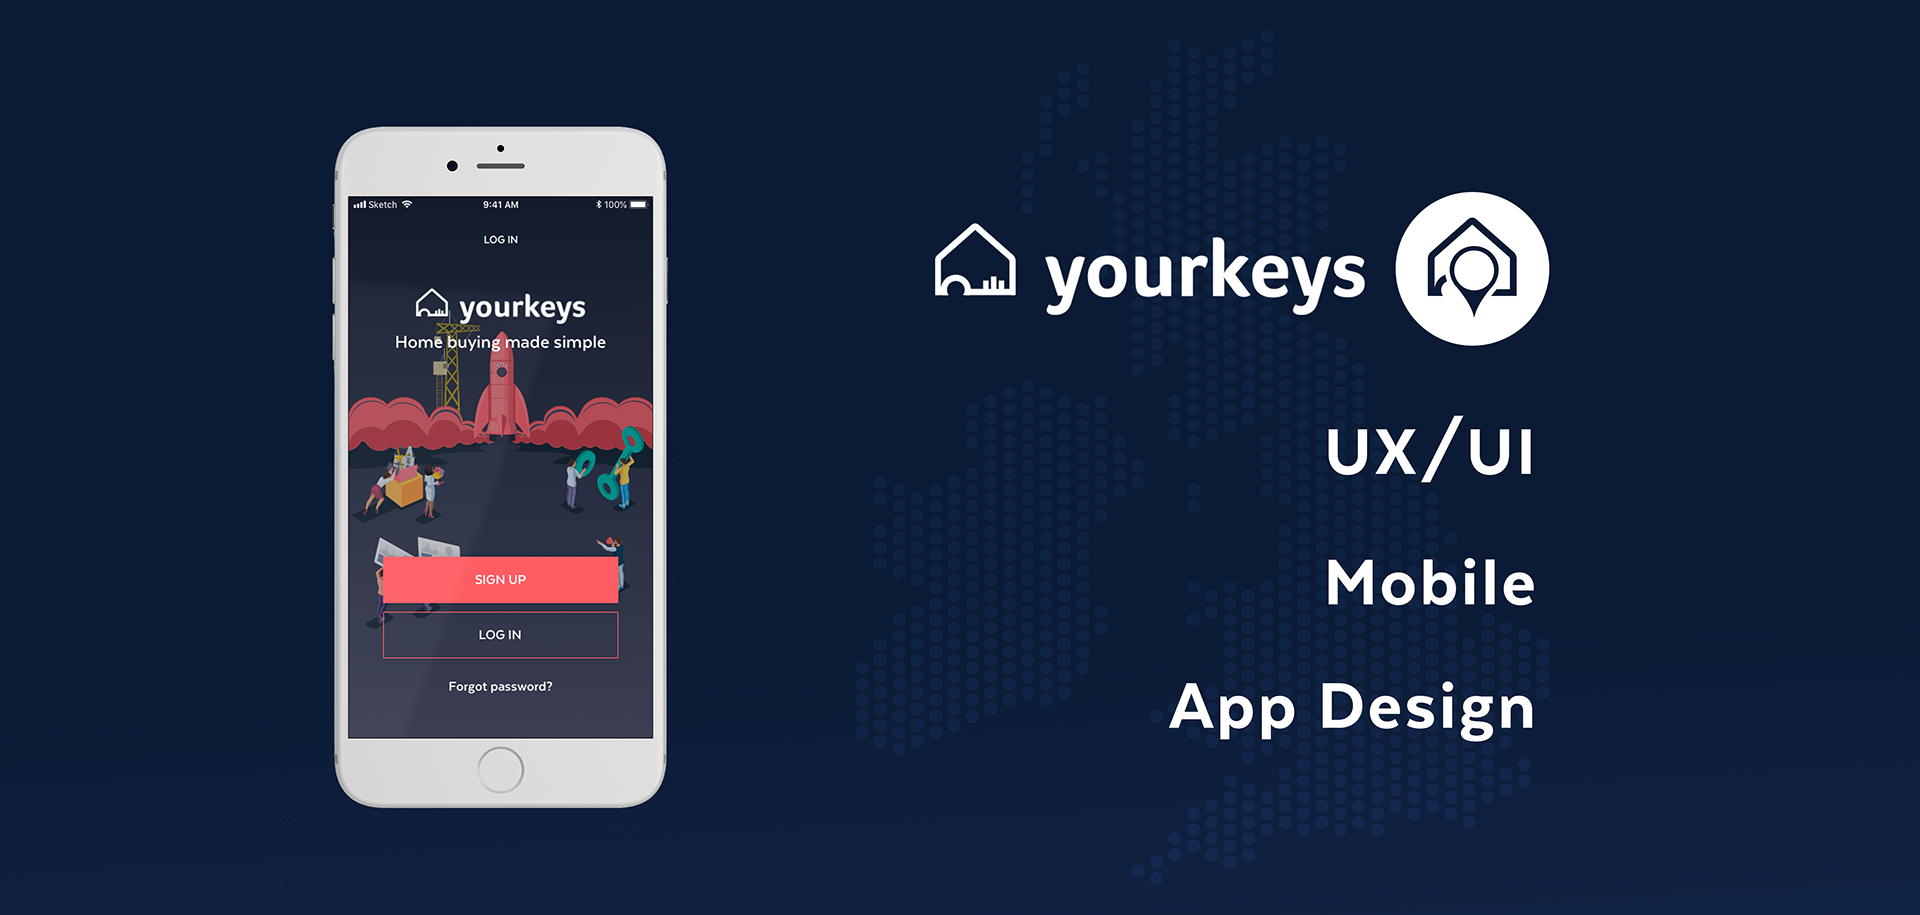 Sketch 9:41 AM 100%
LOG IN
yourkeys
Home buying made simple
SIGN UP
LOG IN
Forgot password?
yourkeys
UX/UI
Mobile
App Design